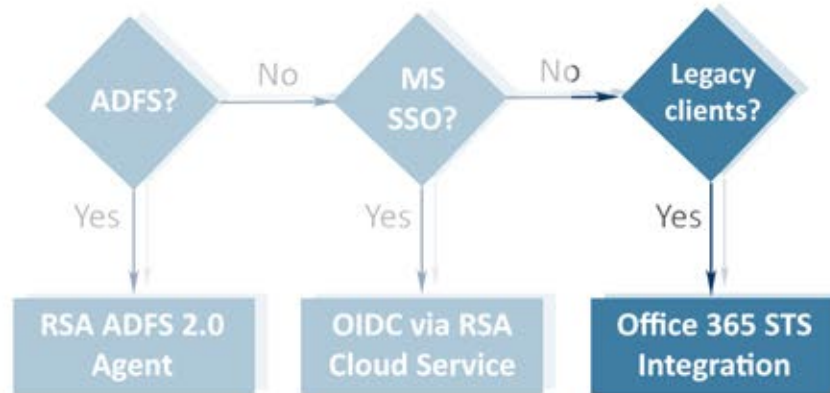 ADFS?
No
MS
SSO?
No
Legacy
clients?
Yes
Yes
Yes
RSA ADFS 2.0
Agent
OIDC via RSA
Cloud Service
Office 365 STS
Integration